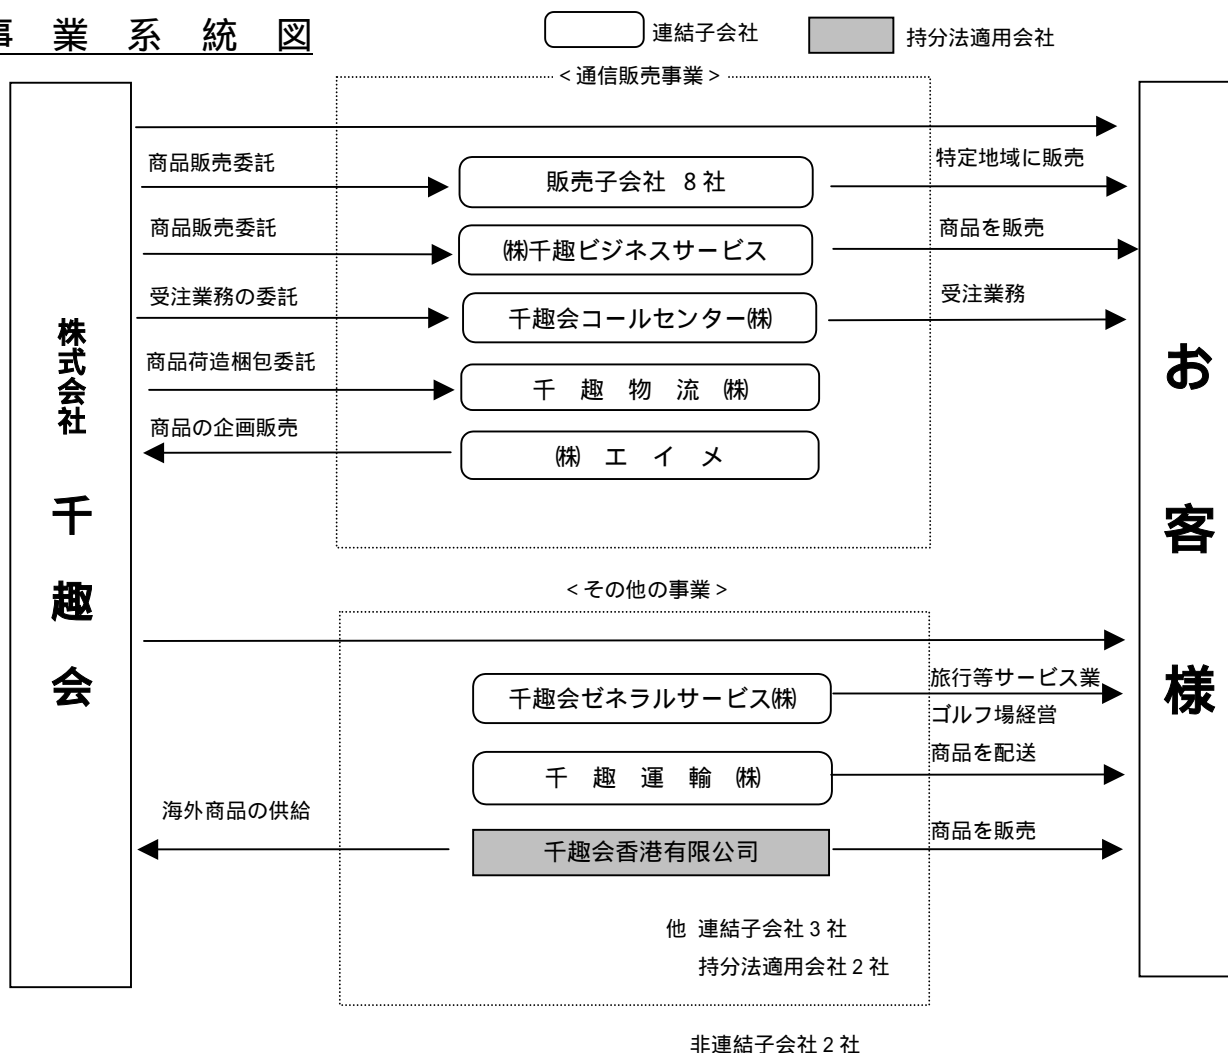 事 業 系 統 図
連結子会社
持分法適用会社
<通信販売事業>
株式会社 千趣会
お客様
商品販売委託
販売子会社 8社
特定地域に販売
商品販売委託
㈱千趣ビジネスサービス
商品を販売
受注業務の委託
千趣会コールセンター㈱
受注業務
商品荷造梱包委託
千 趣 物 流 ㈱
商品の企画販売
㈱ エ イ メ
<その他の事業>
千趣会ゼネラルサービス㈱
旅行等サービス業
ゴルフ場経営
千 趣 運 輸 ㈱
商品を配送
海外商品の供給
千趣会香港有限公司
商品を販売
他 連結子会社3社
持分法適用会社2社
非連結子会社2社